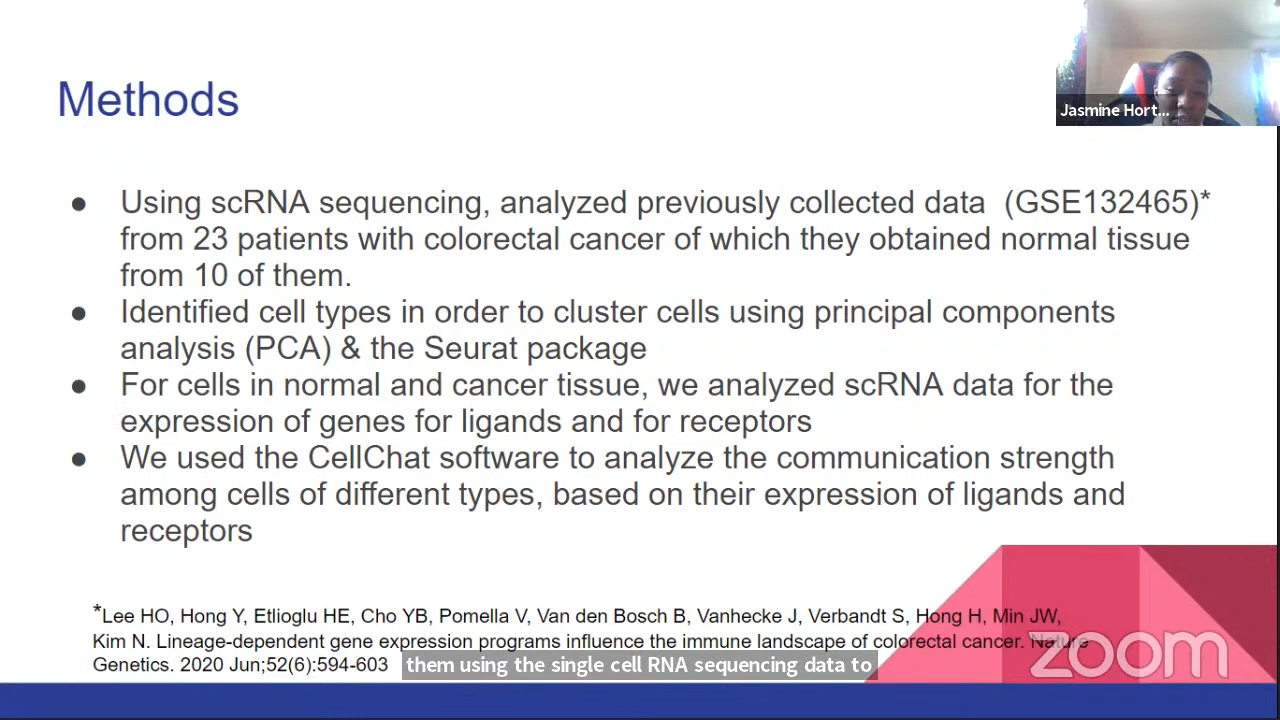 Methods
Jasmine Hort...
● Using scRNA sequencing, analyzed previously collected data (GSE132465)*
from 23 patients with colorectal cancer of which they obtained normal tissue
from 10 of them.
● Identified cell types in order to cluster cells using principal components
analysis (PCA) & the Seurat package
● For cells in normal and cancer tissue, we analyzed scRNA data for the
expression of genes for ligands and for receptors
● We used the CellChat software to analyze the communication strength
among cells of different types, based on their expression of ligands and
receptors
*Lee HO, Hong Y, Etlioglu HE, Cho YB, Pomella V, Van den Bosch B, Vanhecke J, Verbandt S, Hong H, Min JW,
Kim N. Lineage-dependent gene expression programs influence the immune landscape of colorectal cancer. Nature
Genetics. 2020 Jun;52(6):594-603
them using the single cell RNA sequencing data to
zoom